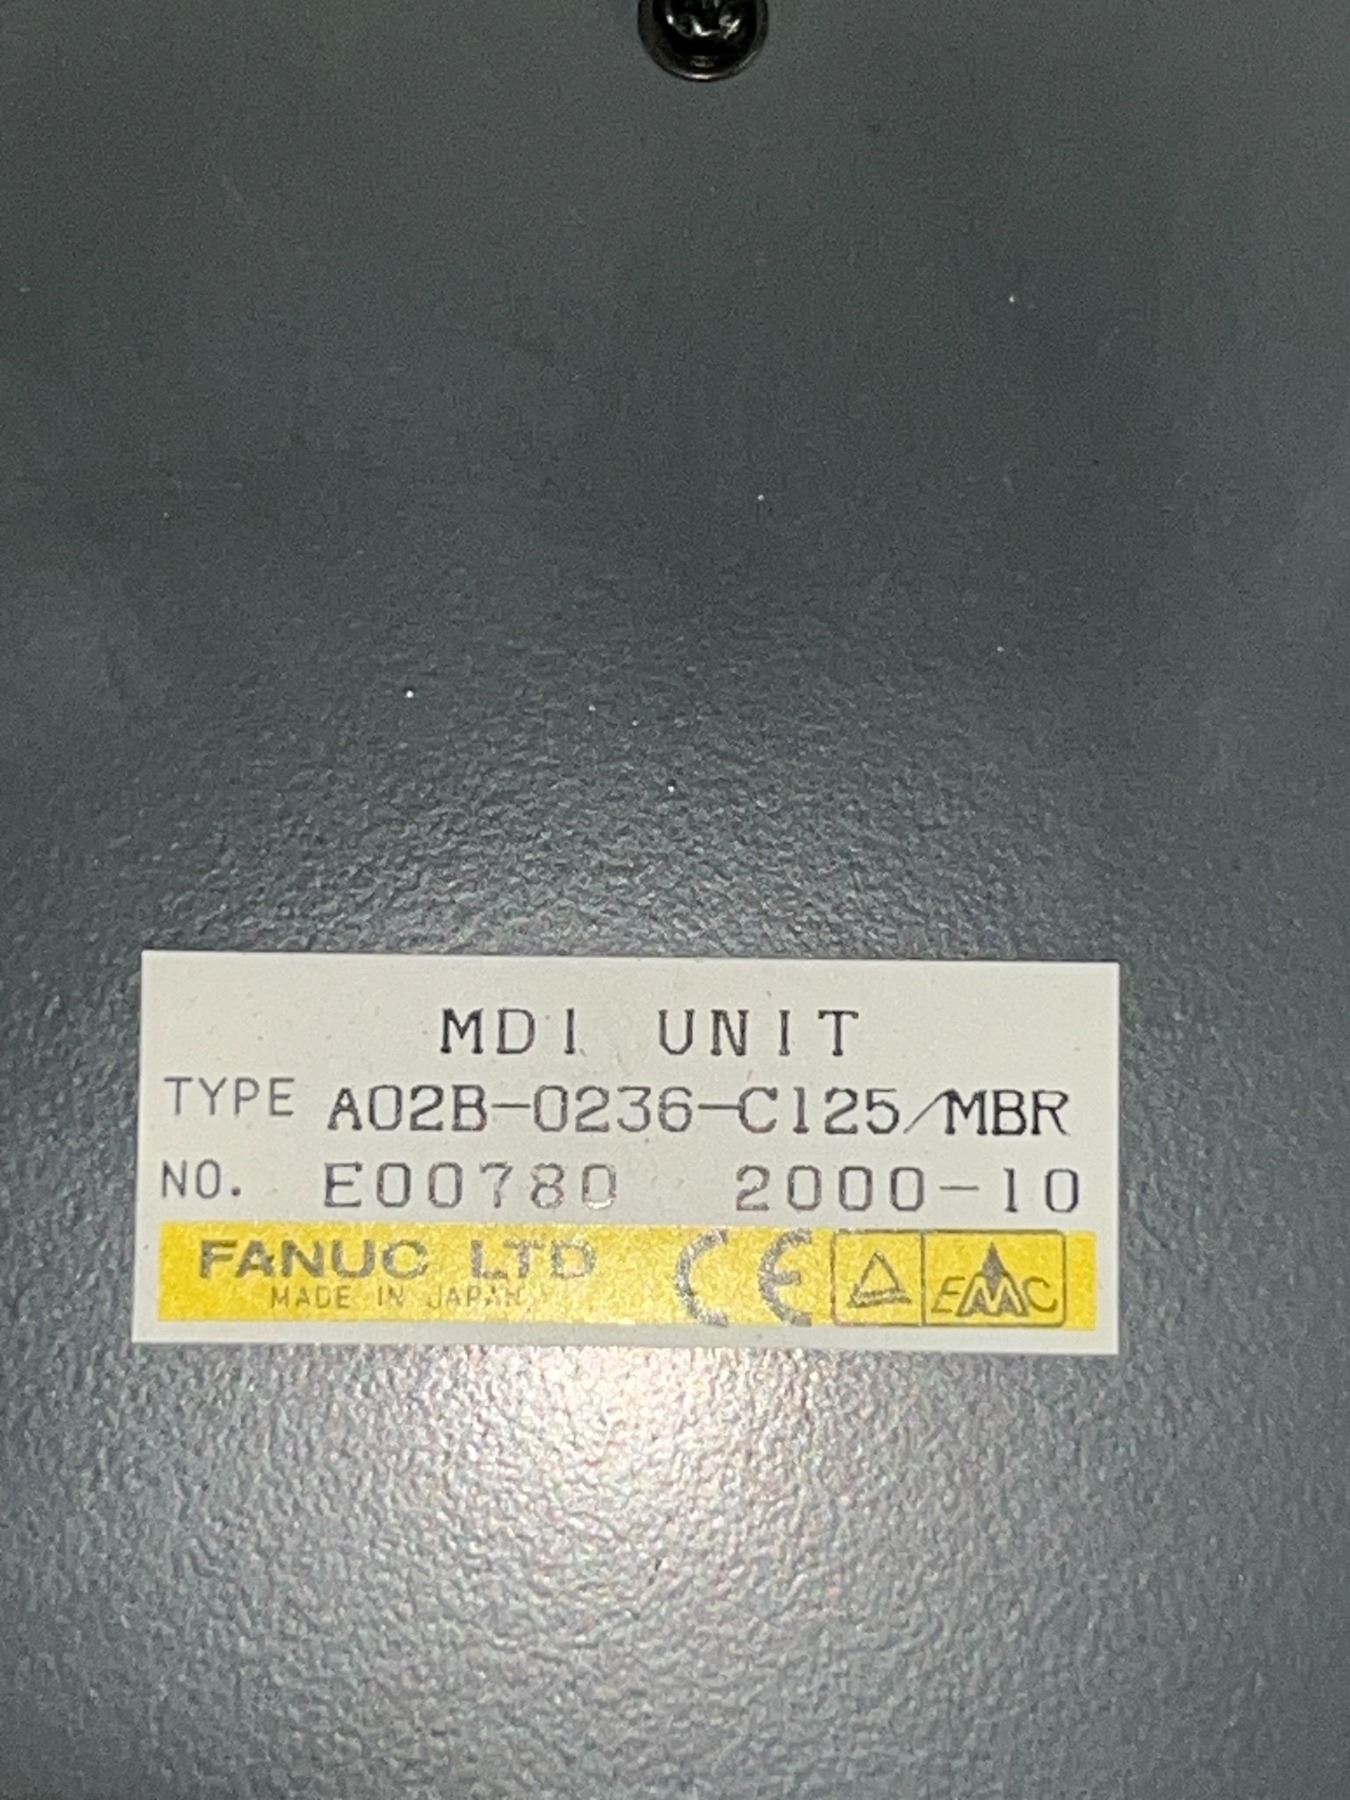 MDI UNIT
TYPE A02B-0236-C125/MBR
NO. E00780 2000-10
FANUC LTD CE EMC
MADE IN JAPAN